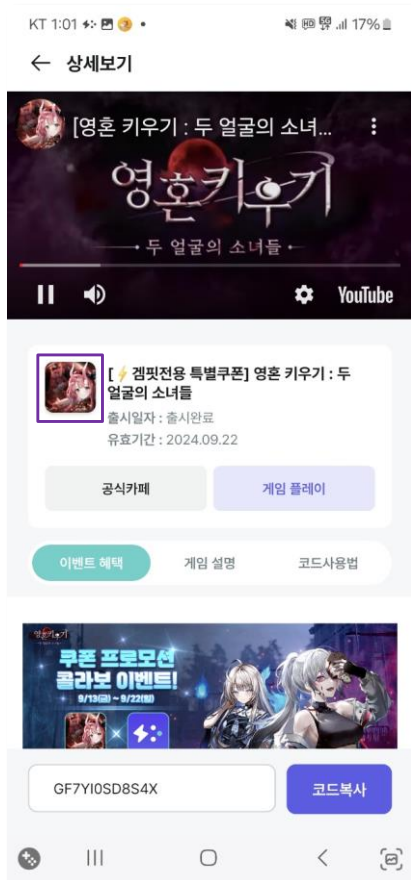 KT 1:01
17%
상세보기
[영혼 키우기 : 두 얼굴의 소녀...
영혼키우기
두 얼굴의 소녀들
YouTube
[⚡겜핏전용 특별쿠폰] 영혼 키우기 : 두
얼굴의 소녀들
출시일자 : 출시완료
유효기간 : 2024.09.22
공식카페
게임 플레이
이벤트 혜택
게임 설명
코드사용법
영혼키우기
쿠폰 프로모션
콜라보 이벤트!
9/13(금) ~ 9/22(일)
GF7YI0SD8S4X
코드복사